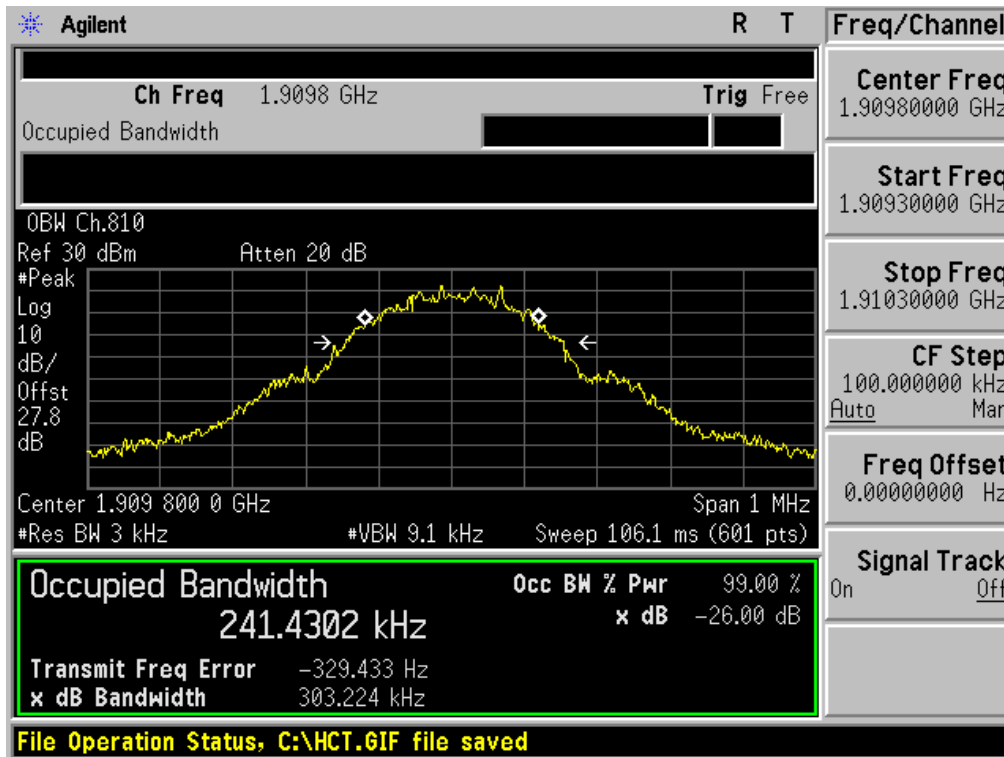 Agilent R T
Ch Freq 1.9098 GHz Trig Free
Occupied Bandwidth
OBW Ch.810
Ref 30 dBm Atten 20 dB
#Peak
Log
10
dB/
Offst
27.8
dB
Center 1.909 800 0 GHz Span 1 MHz
#Res BW 3 kHz #VBW 9.1 kHz Sweep 106.1 ms (601 pts)
Occupied Bandwidth
241.4302 kHz
Occ BW % Pwr 99.00 %
x dB -26.00 dB
Transmit Freq Error -329.433 Hz
x dB Bandwidth 303.224 kHz
File Operation Status, C:\HCT.GIF file saved
Freq/Channel
Center Freq
1.90980000 GHz
Start Freq
1.90930000 GHz
Stop Freq
1.91030000 GHz
CF Step
100.000000 kHz
Auto Man
Freq Offset
0.00000000 Hz
Signal Track
On Off